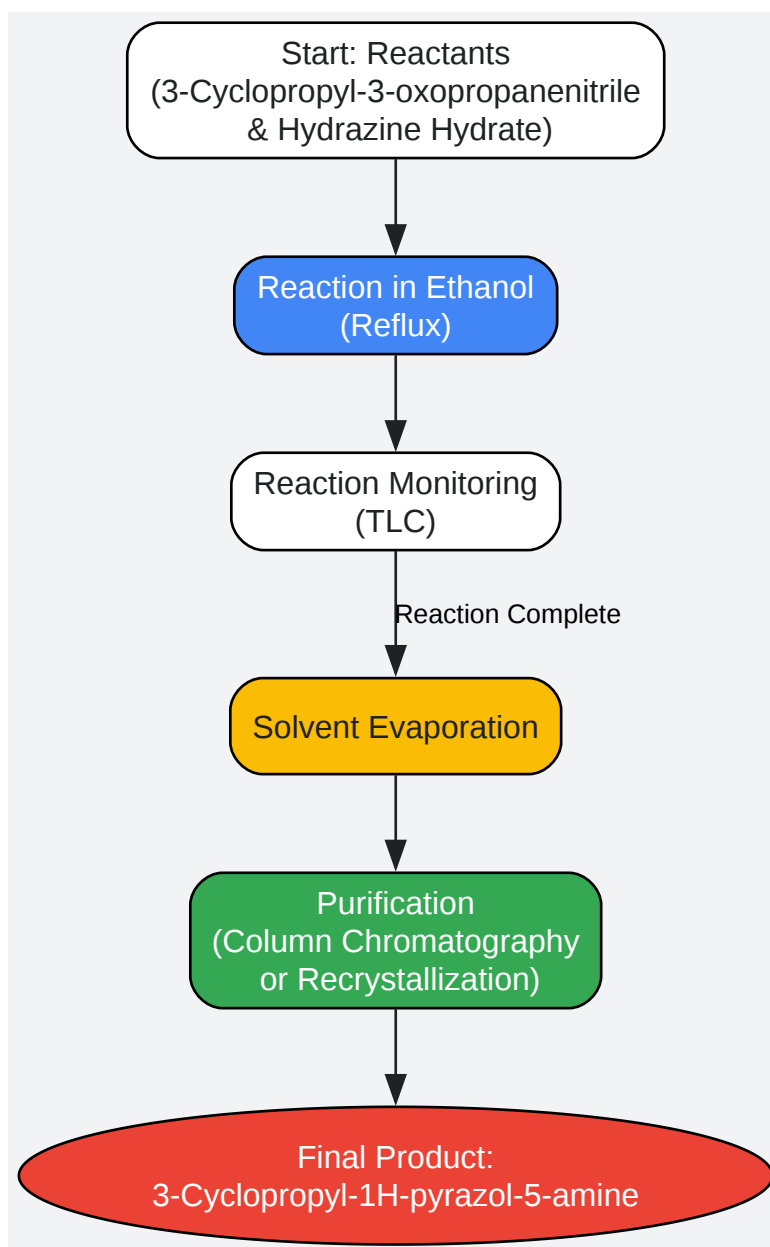 Start: Reactants
(3-Cyclopropyl-3-oxopropanenitrile
& Hydrazine Hydrate)
Reaction in Ethanol
(Reflux)
Reaction Monitoring
(TLC)
Reaction Complete
Solvent Evaporation
Purification
(Column Chromatography
or Recrystallization)
Final Product:
3-Cyclopropyl-1H-pyrazol-5-amine